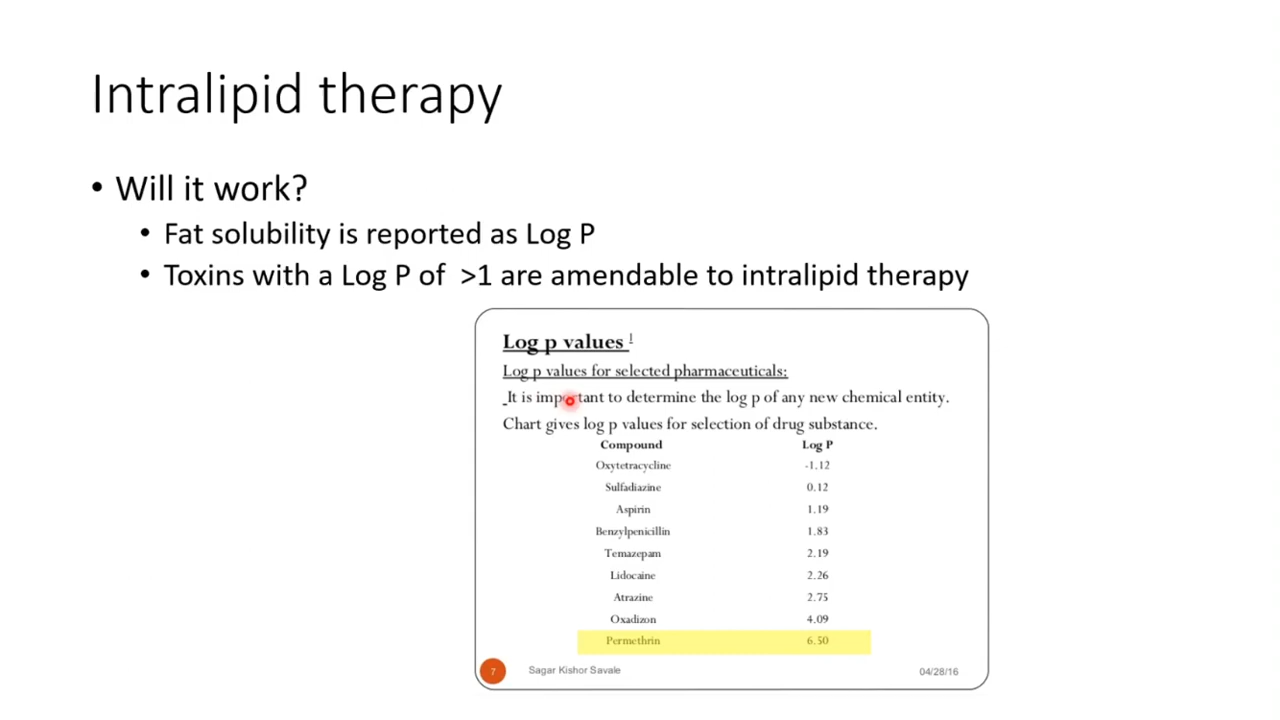 Intralipid therapy
• Will it work?
• Fat solubility is reported as Log P
• Toxins with a Log P of >1 are amendable to intralipid therapy
Log p values 1
Log p values for selected pharmaceuticals:
It is important to determine the log p of any new chemical entity.
Chart gives log p values for selection of drug substance.
Compound Log P
Oxytetracycline -1.12
Sulfadiazine 0.12
Aspirin 1.19
Benzylpenicillin 1.83
Temazepam 2.19
Lidocaine 2.26
Atrazine 2.75
Oxadizon 4.09
Permethrin 6.50
7 Sagar Kishor Savale 04/28/16